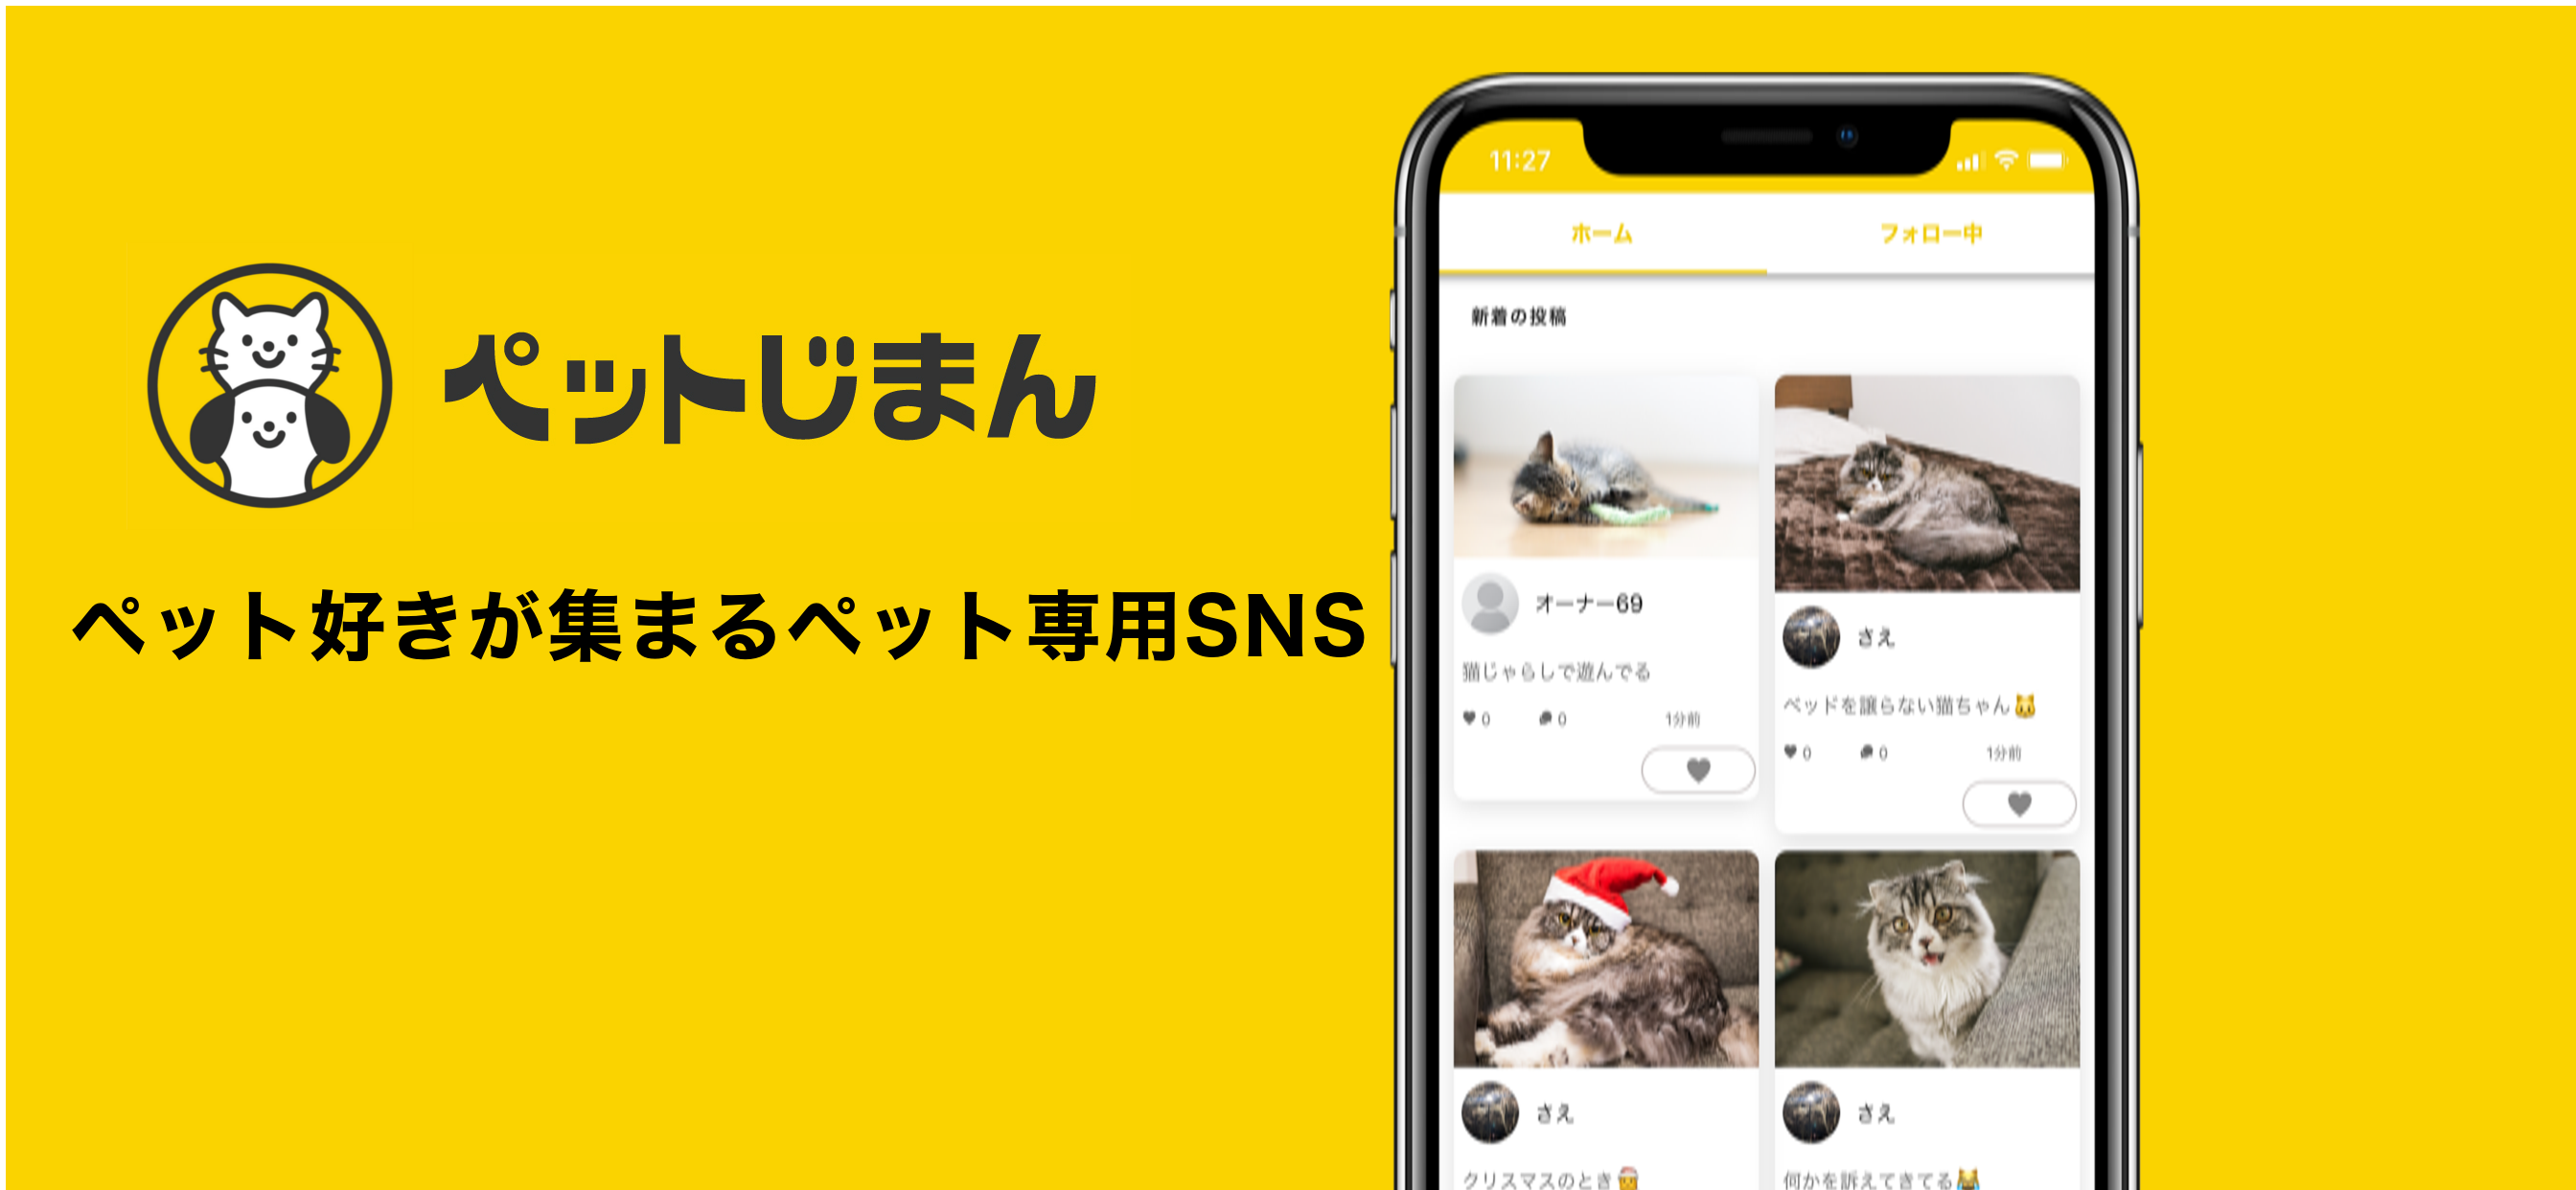 ペットじまん
ペット好きが集まるペット専用SNS
11:27
ホーム
フォロー中
新着の投稿
オーナー69
猫じゃらしで遊んでる
0 0 1分前
さえ
ベッドを譲らない猫ちゃん🐱
0 0 1分前
さえ
クリスマスのとき🎅
さえ
何かを訴えてきてる😹